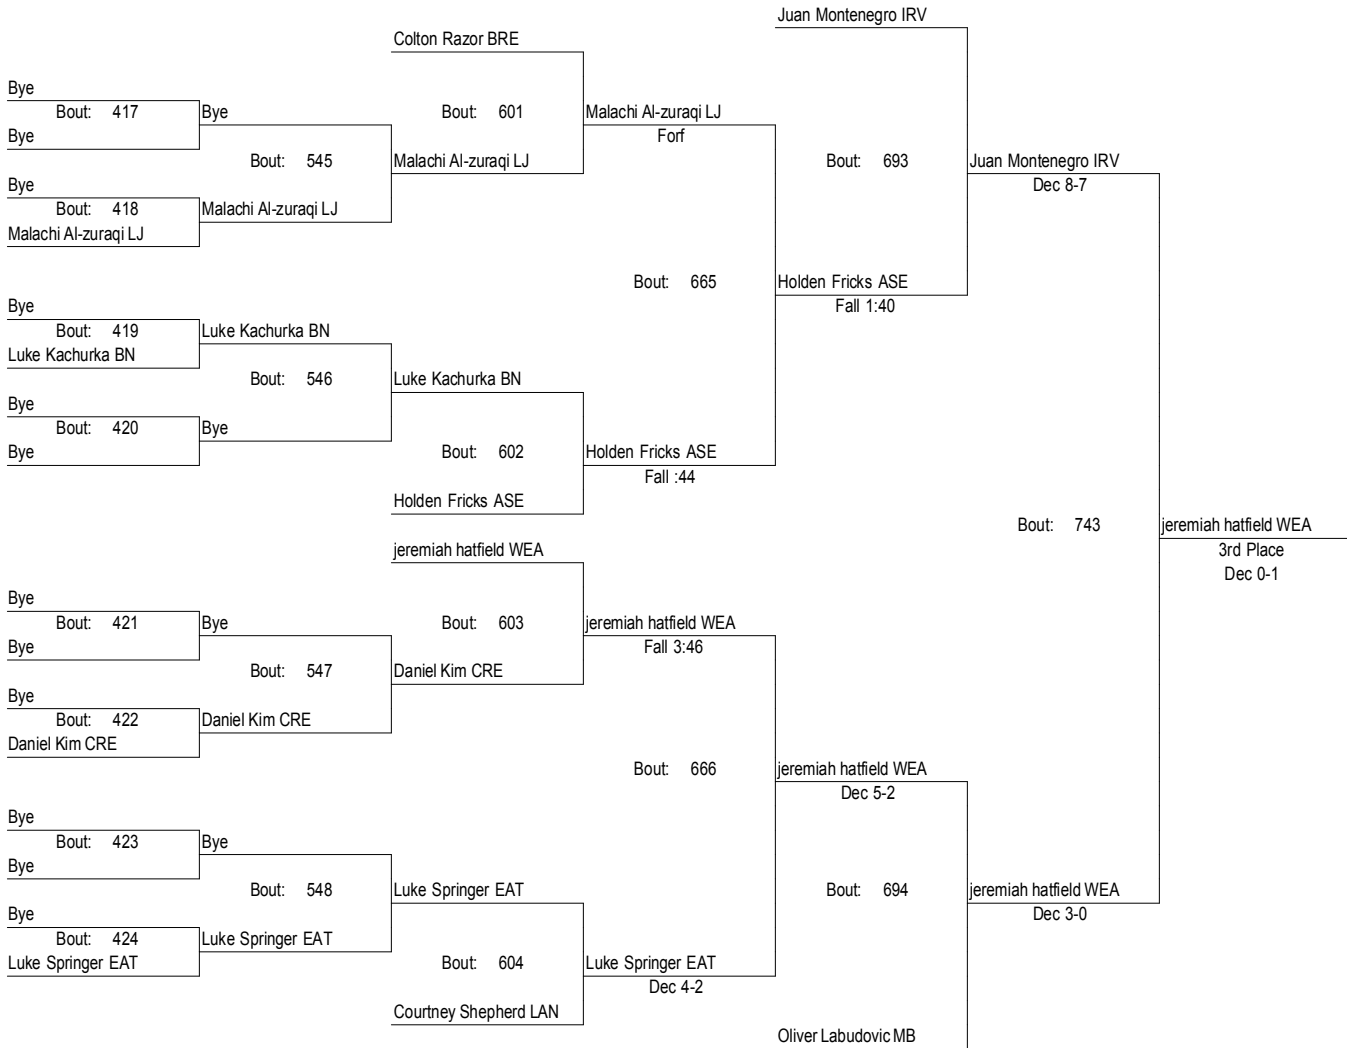 Juan Montenegro IRV
Colton Razor BRE
Bye
Bout: 417
Bye
Bout: 601
Malachi Al-zuraqi LJ
Bye
Forf
Bout: 545
Malachi Al-zuraqi LJ
Bout: 693
Juan Montenegro IRV
Bye
Dec 8-7
Bout: 418
Malachi Al-zuraqi LJ
Malachi Al-zuraqi LJ
Bout: 665
Holden Fricks ASE
Bye
Fall 1:40
Bout: 419
Luke Kachurka BN
Luke Kachurka BN
Bout: 546
Luke Kachurka BN
Bye
Bout: 420
Bye
Bye
Bout: 602
Holden Fricks ASE
Fall :44
Holden Fricks ASE
Bout: 743
jeremiah hatfield WEA
3rd Place
Dec 0-1
jeremiah hatfield WEA
Bye
Bout: 421
Bye
Bout: 603
jeremiah hatfield WEA
Bye
Fall 3:46
Bout: 547
Daniel Kim CRE
Bye
Bout: 422
Daniel Kim CRE
Daniel Kim CRE
Bout: 666
jeremiah hatfield WEA
Dec 5-2
Bye
Bout: 423
Bye
Bye
Bout: 548
Luke Springer EAT
Bout: 694
jeremiah hatfield WEA
Bye
Dec 3-0
Bout: 424
Luke Springer EAT
Luke Springer EAT
Bout: 604
Luke Springer EAT
Dec 4-2
Courtney Shepherd LAN
Oliver Labudovic MB